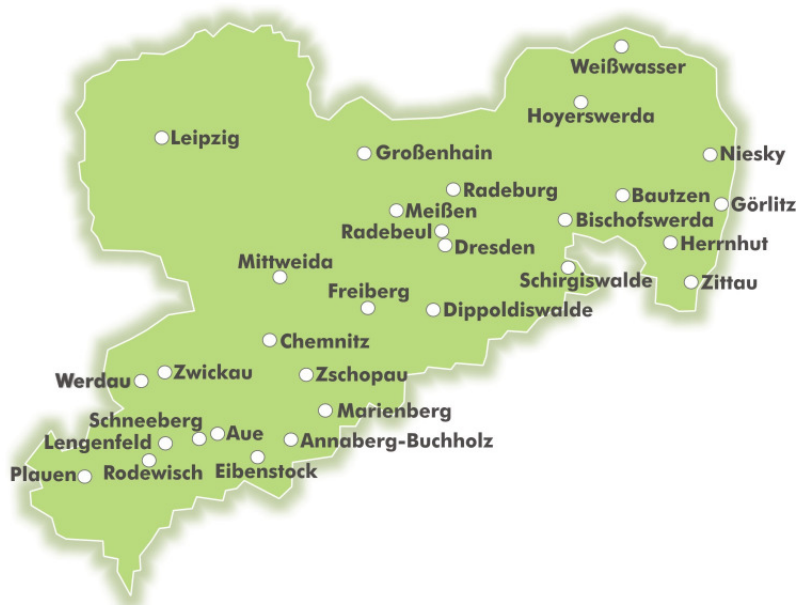 Weißwasser
Hoyerswerda
Leipzig
Großenhain
Niesky
Radeburg
Bautzen
Görlitz
Meißen
Bischofswerda
Radebeul
Dresden
Herrnhut
Mittweida
Schirgiswalde
Zittau
Freiberg
Dippoldiswalde
Chemnitz
Zwickau
Zschopau
Werdau
Marienberg
Schneeberg
Aue
Annaberg-Buchholz
Lengenfeld
Plauen
Rodewisch
Eibenstock